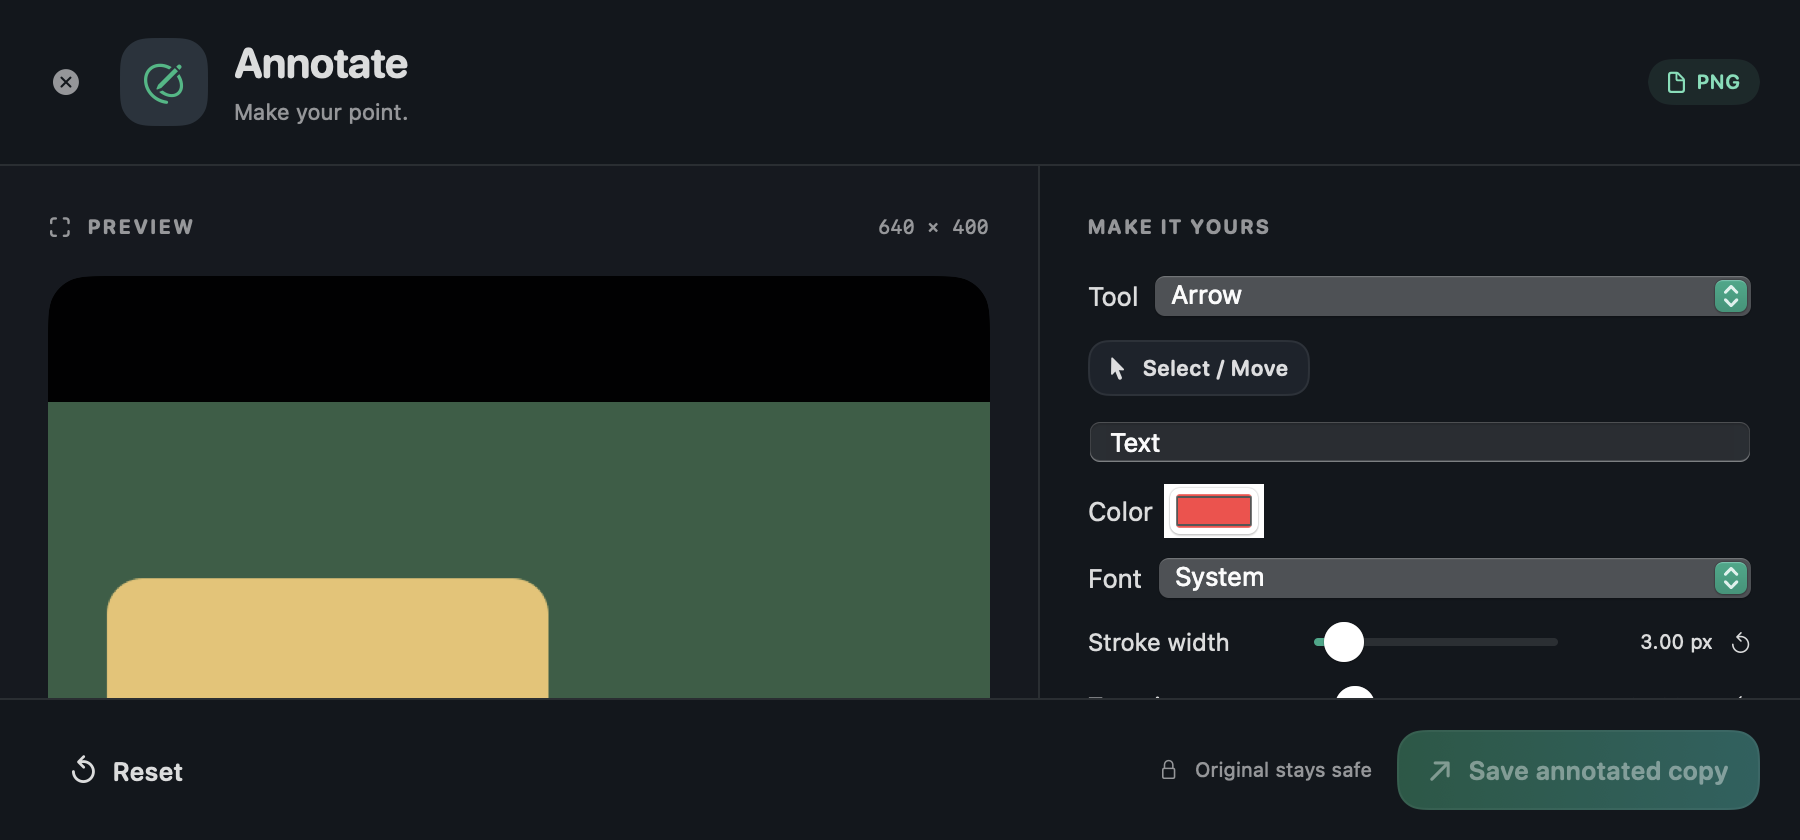 Annotate
Make your point.
PNG
PREVIEW
640 × 400
MAKE IT YOURS
Tool
Arrow
Select / Move
Text
Color
Font
System
Stroke width
3.00 px
Reset
Original stays safe
Save annotated copy